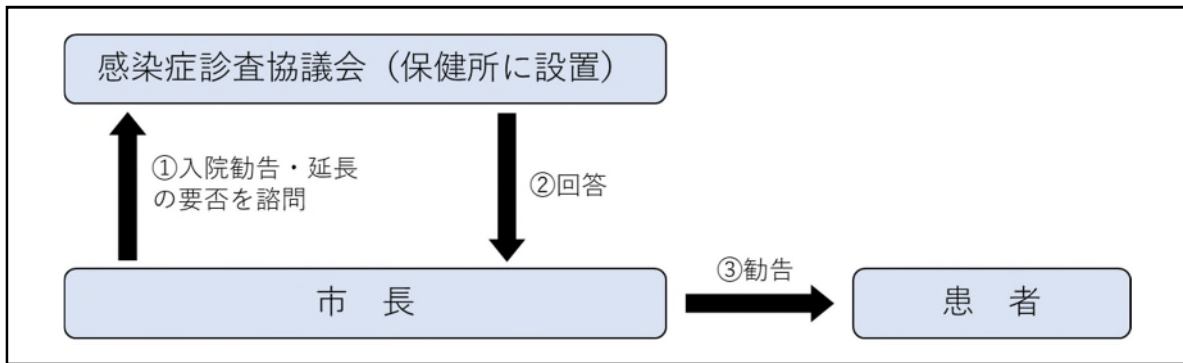 感染症診査協議会（保健所に設置）
①入院勧告・延長
の要否を諮問
②回答
市　長
③勧告
患　者